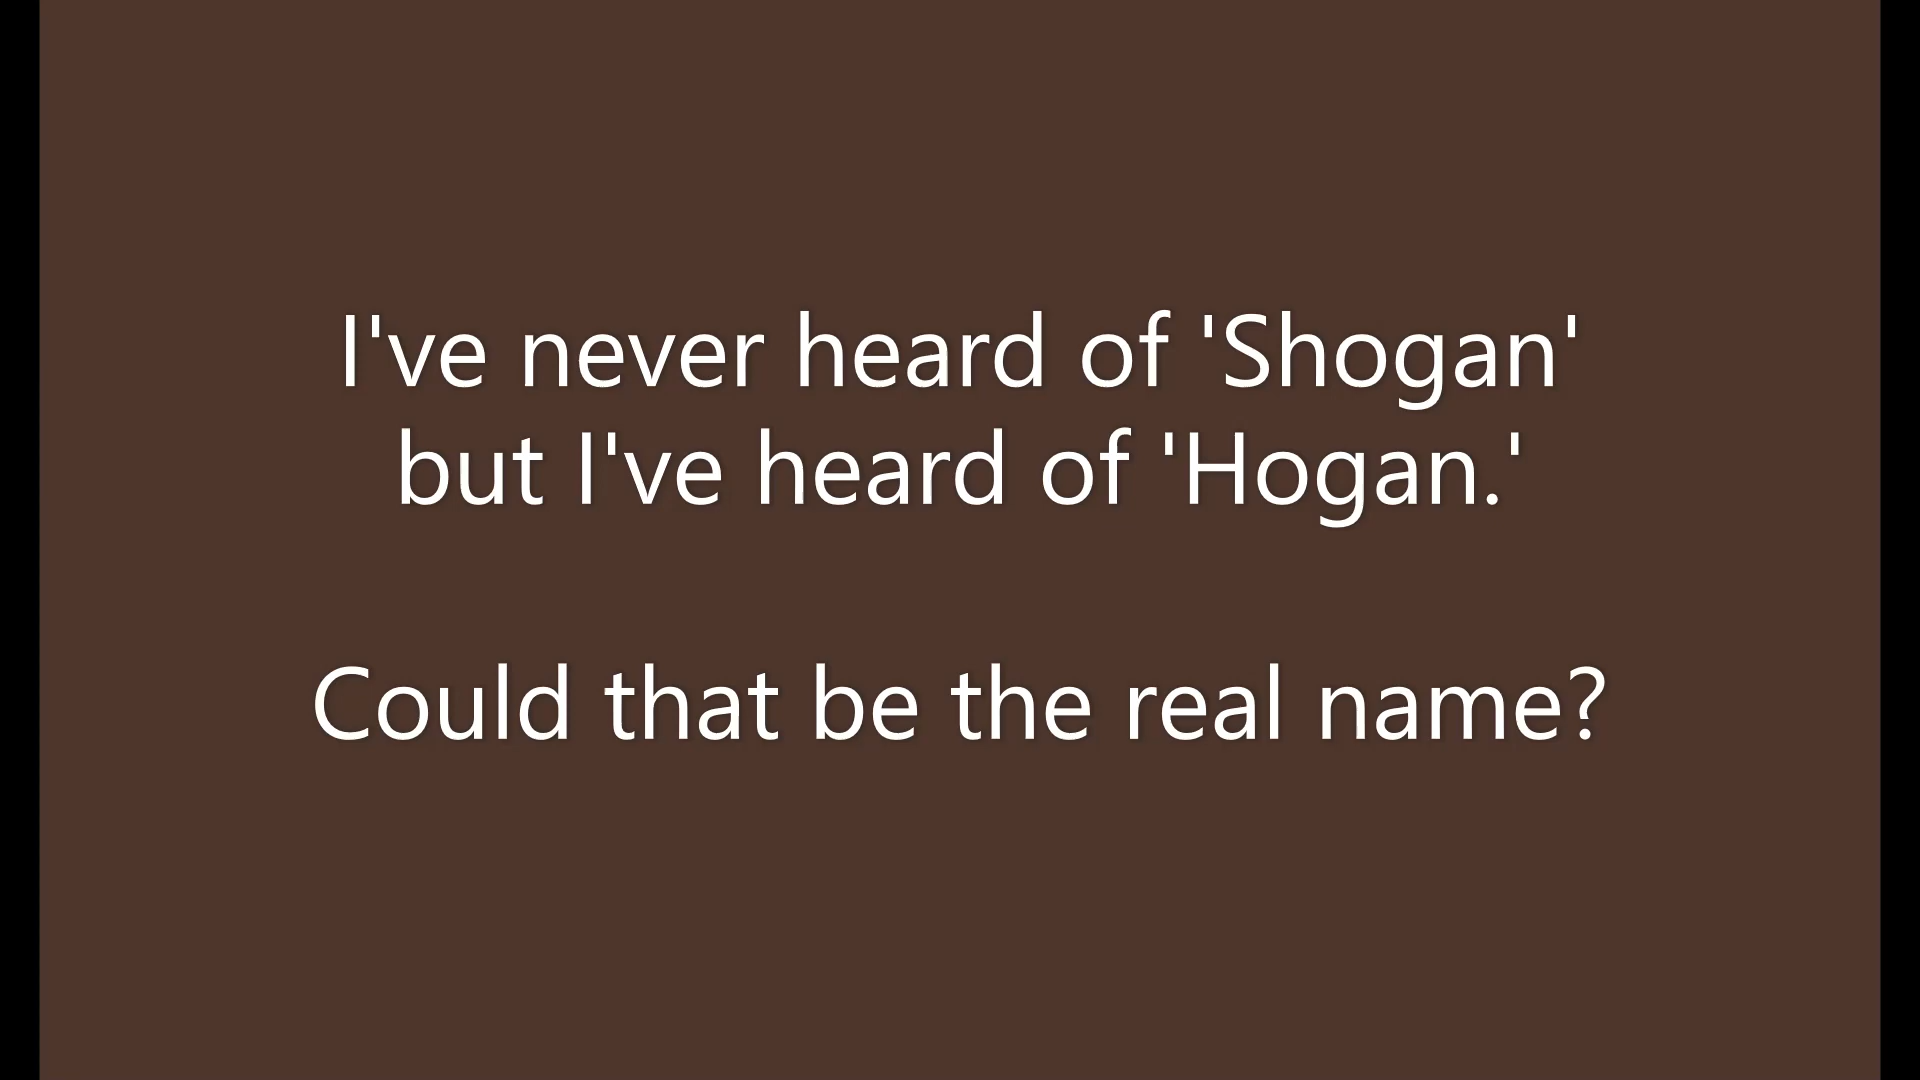 I've never heard of 'Shogan'
but I've heard of 'Hogan.'
Could that be the real name?